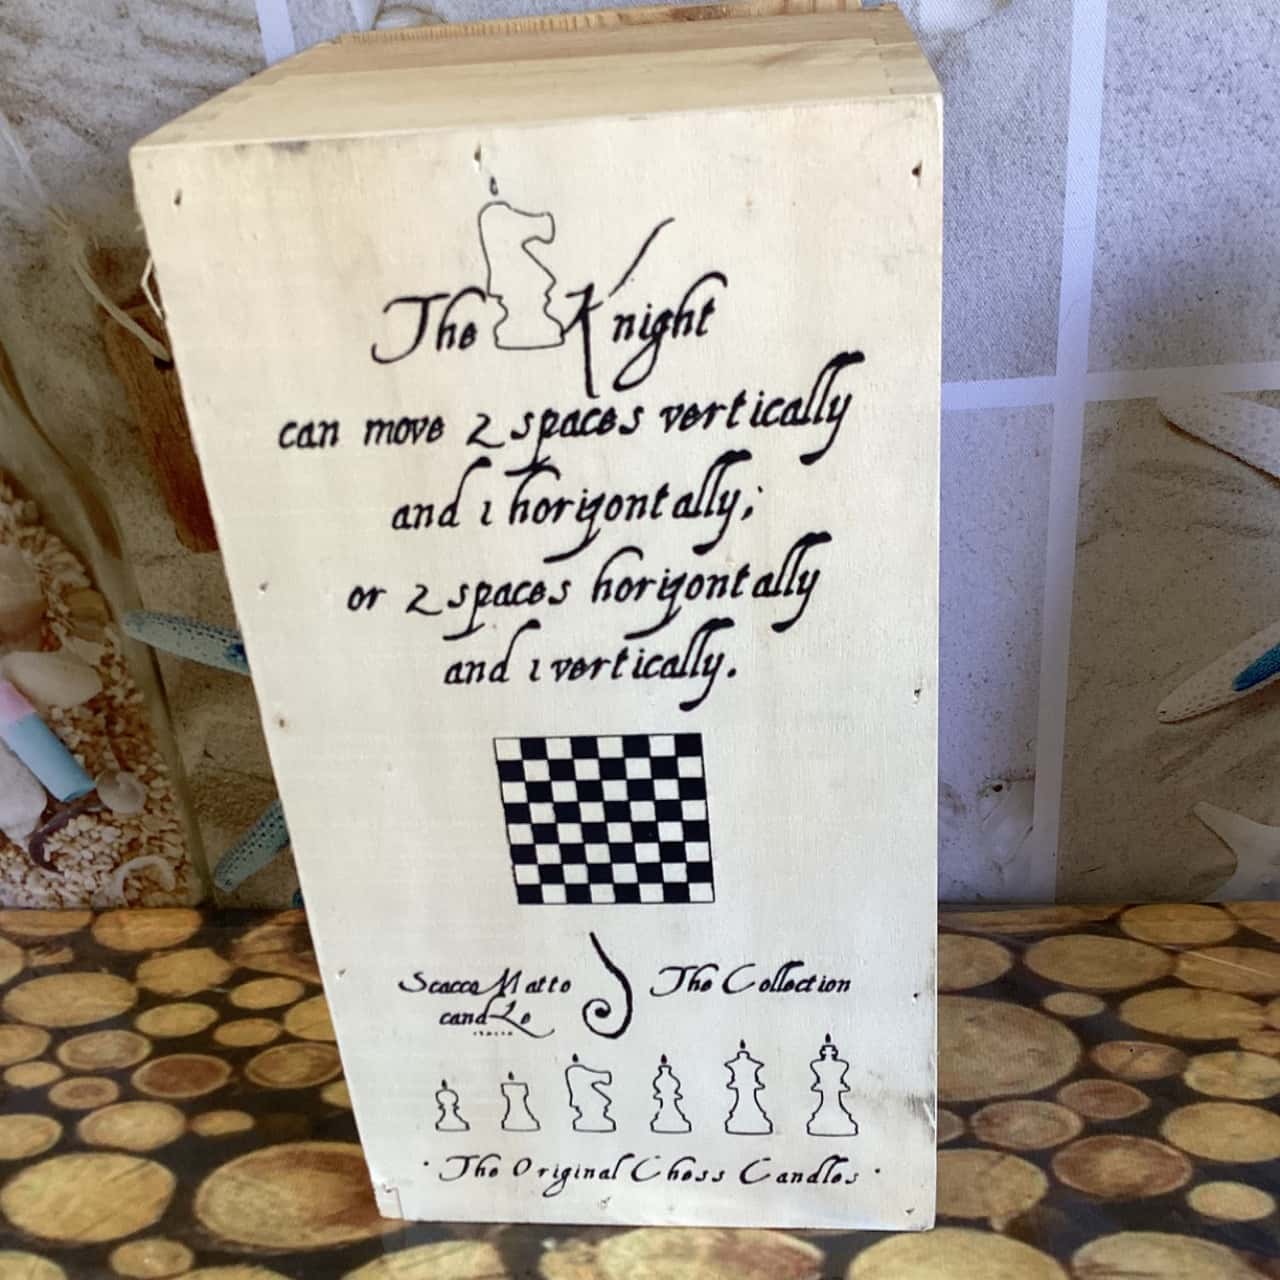 The Knight
can move 2 spaces vertically
and 1 horizontally;
or 2 spaces horizontally
and 1 vertically.
Scacco Matto
candLe
The Collection
· The Original Chess Candles ·